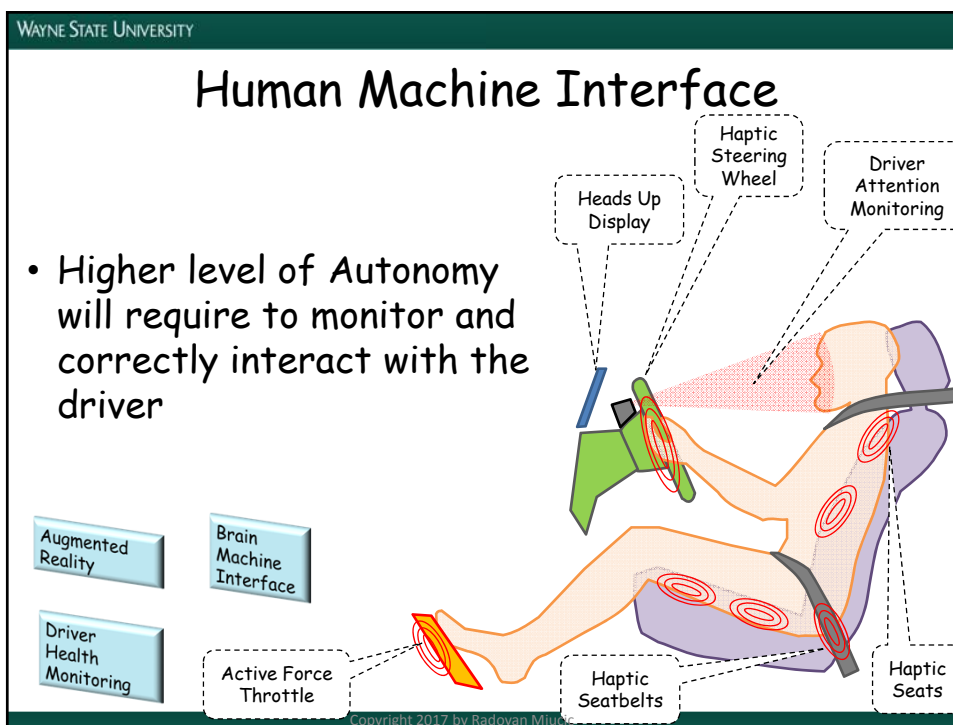 WAYNE STATE UNIVERSITY
Human Machine Interface
Haptic
Steering
Wheel
Driver
Attention
Monitoring
Heads Up
Display
• Higher level of Autonomy
will require to monitor and
correctly interact with the
driver
Augmented
Reality
Brain
Machine
Interface
Driver
Health
Monitoring
Active Force
Throttle
Haptic
Seatbelts
Haptic
Seats
Copyright 2017 by Radovan Miucic